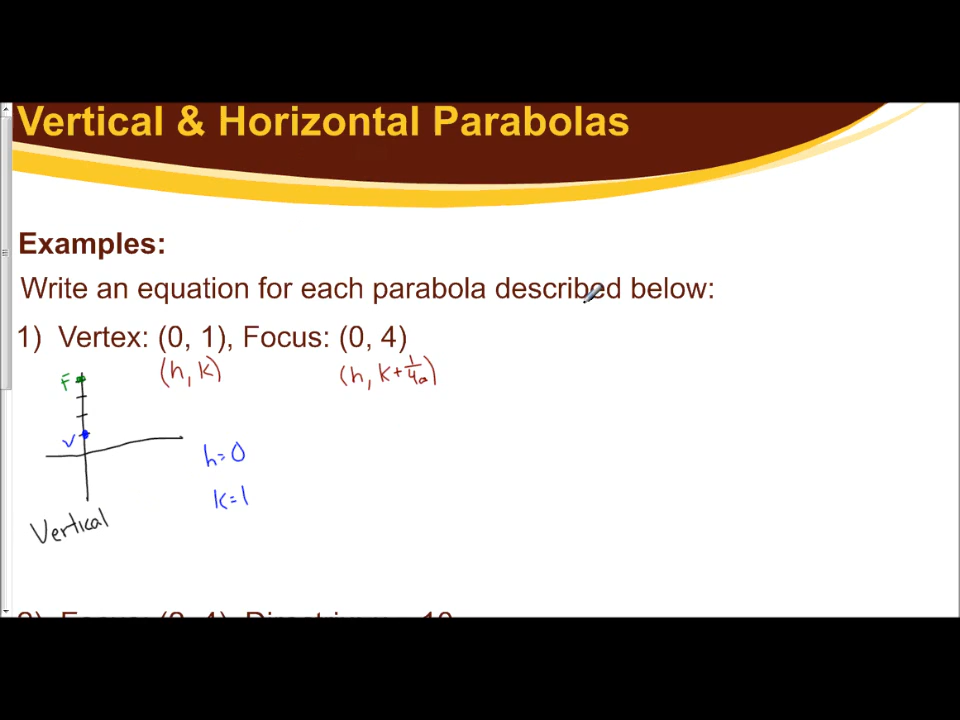 Vertical & Horizontal Parabolas
Examples:
Write an equation for each parabola described below:
1) Vertex: (0, 1), Focus: (0, 4)
(h, k) (h, k + 1/4a)
F
V
h = 0
k = 1
Vertical